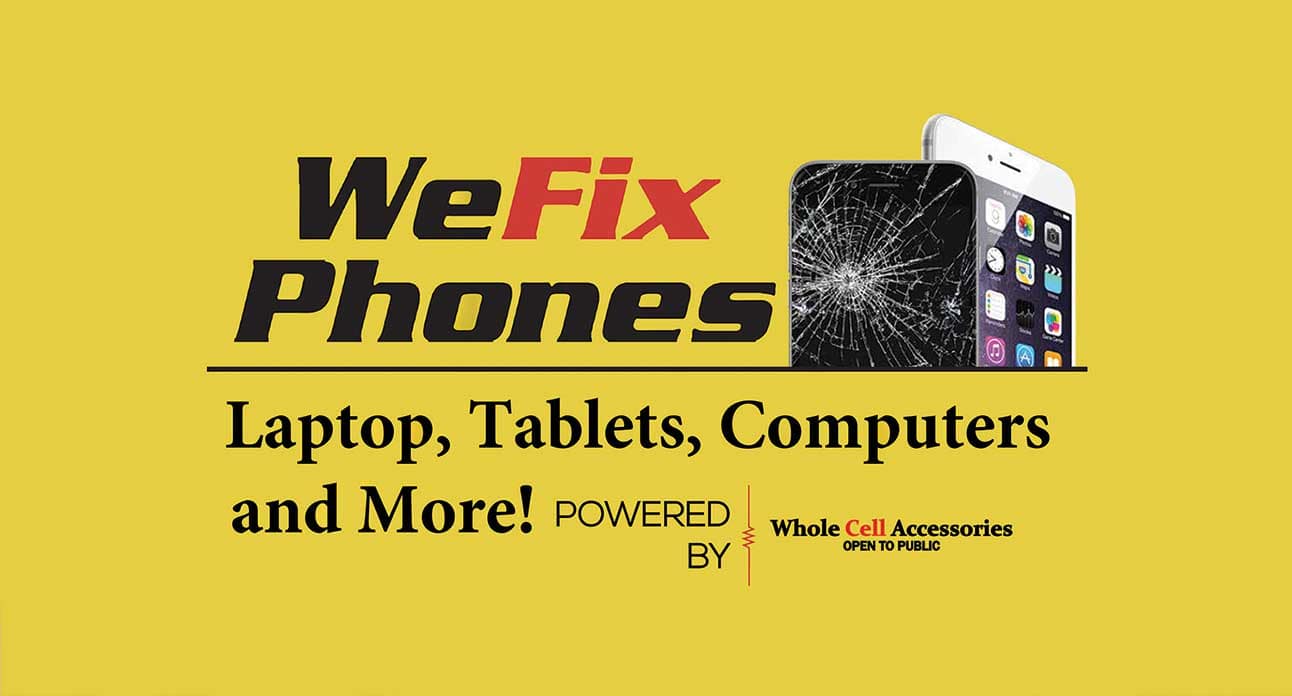 WeFix
Phones
Laptop, Tablets, Computers
and More!
POWERED
BY
Whole Cell Accessories
OPEN TO PUBLIC